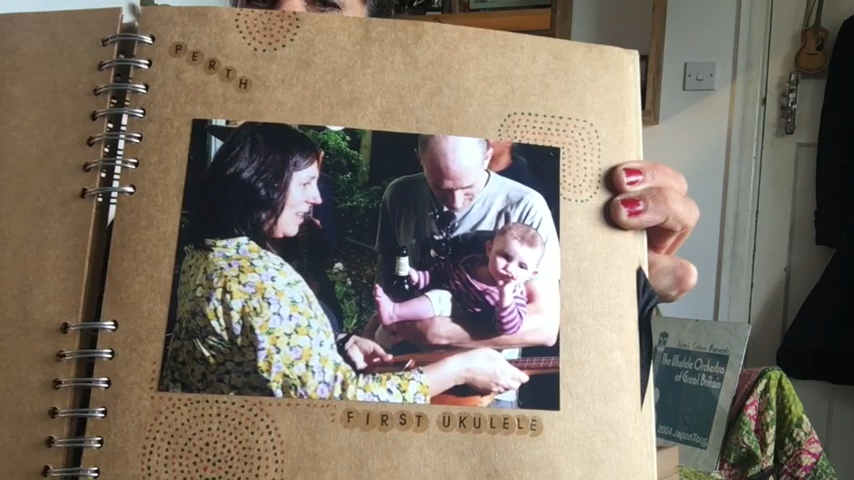 PERTH
FIRST UKULELE
The Ukulele Orchestra
of Great Britain
2004 Japan Tour